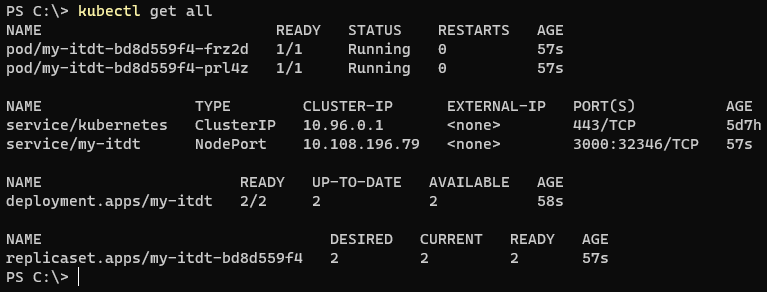 PS C:\> kubectl get all
NAME                          READY   STATUS    RESTARTS   AGE
pod/my-itdt-bd8d559f4-frz2d   1/1     Running   0          57s
pod/my-itdt-bd8d559f4-prl4z   1/1     Running   0          57s

NAME                 TYPE        CLUSTER-IP      EXTERNAL-IP   PORT(S)          AGE
service/kubernetes   ClusterIP   10.96.0.1       <none>        443/TCP          5d7h
service/my-itdt      NodePort    10.108.196.79   <none>        3000:32346/TCP   57s

NAME                      READY   UP-TO-DATE   AVAILABLE   AGE
deployment.apps/my-itdt   2/2     2            2           58s

NAME                                DESIRED   CURRENT   READY   AGE
replicaset.apps/my-itdt-bd8d559f4   2         2         2       57s
PS C:\>